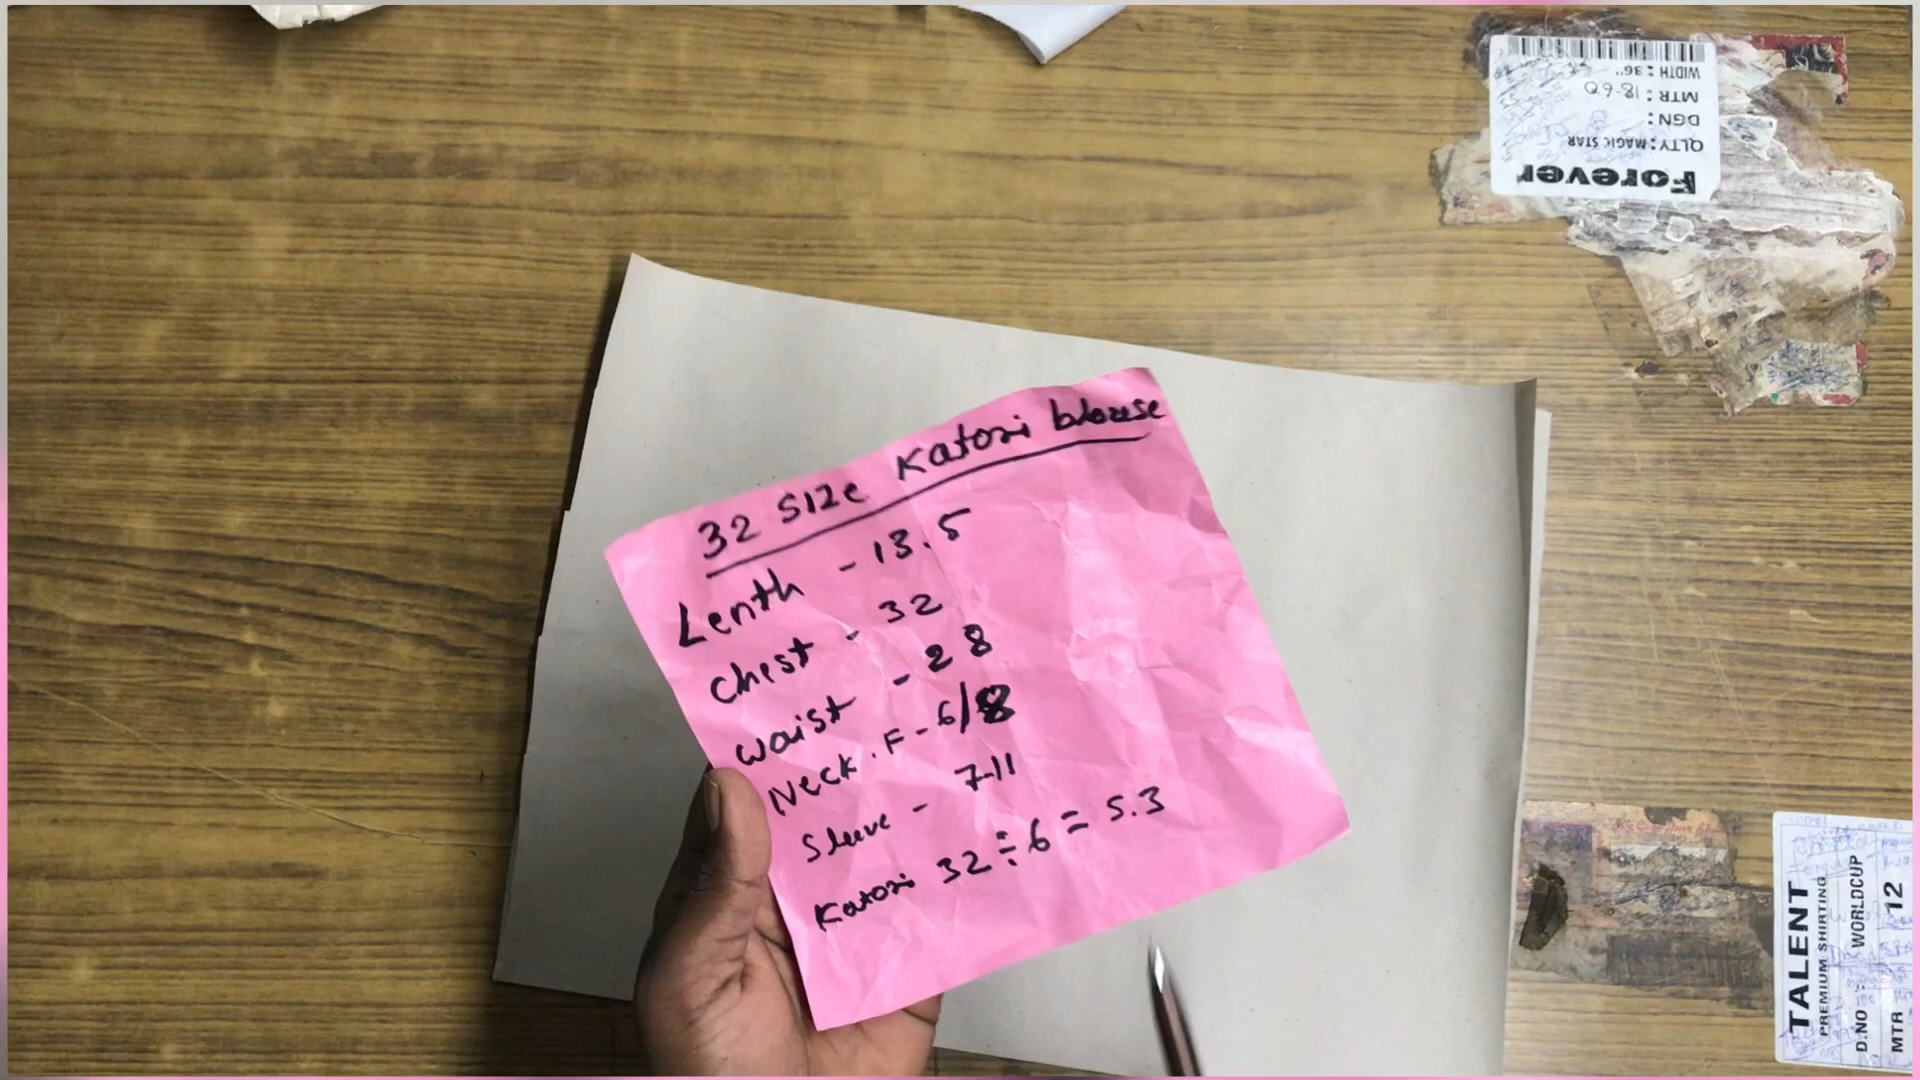 32 SIZe Katori blouse
Lenth - 13.5
chest - 32
waist - 28
Neck. F - 6/8
Sleeve - 7-11
Katori 32 ÷ 6 = 5.3
WIDTH : 36"
MTR : 18-60
DGN :
QLTY : MAGIC STAR
Forever
TALENT
PREMIUM SHIRTING
D.NO WORLDCUP
MTR 12